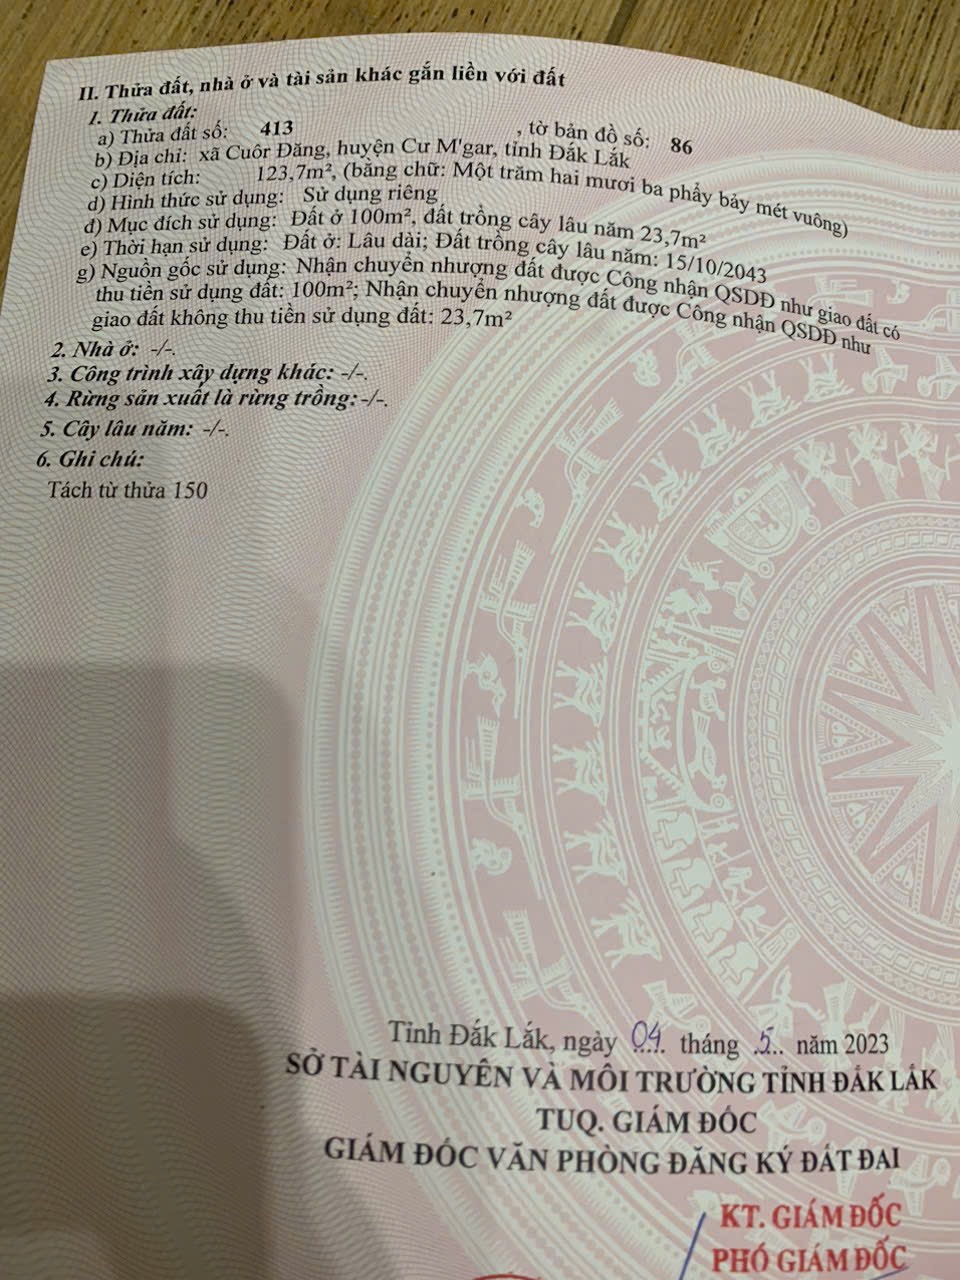 II. Thửa đất, nhà ở và tài sản khác gắn liền với đất
1. Thửa đất:
a) Thửa đất số: 413 , tờ bản đồ số: 86
b) Địa chỉ: xã Cuôr Đăng, huyện Cư M'gar, tỉnh Đắk Lắk
c) Diện tích: 123,7m², (bằng chữ: Một trăm hai mươi ba phẩy bảy mét vuông)
d) Hình thức sử dụng: Sử dụng riêng
đ) Mục đích sử dụng: Đất ở 100m², đất trồng cây lâu năm 23,7m²
e) Thời hạn sử dụng: Đất ở: Lâu dài; Đất trồng cây lâu năm: 15/10/2043
g) Nguồn gốc sử dụng: Nhận chuyển nhượng đất được Công nhận QSDĐ như giao đất có
thu tiền sử dụng đất: 100m²; Nhận chuyển nhượng đất được Công nhận QSDĐ như
giao đất không thu tiền sử dụng đất: 23,7m²
2. Nhà ở: -/-.
3. Công trình xây dựng khác: -/-.
4. Rừng sản xuất là rừng trồng: -/-.
5. Cây lâu năm: -/-.
6. Ghi chú:
Tách từ thửa 150
Tỉnh Đắk Lắk, ngày 04 tháng 5 năm 2023
SỞ TÀI NGUYÊN VÀ MÔI TRƯỜNG TỈNH ĐẮK LẮK
TUQ. GIÁM ĐỐC
GIÁM ĐỐC VĂN PHÒNG ĐĂNG KÝ ĐẤT ĐAI
KT. GIÁM ĐỐC
PHÓ GIÁM ĐỐC